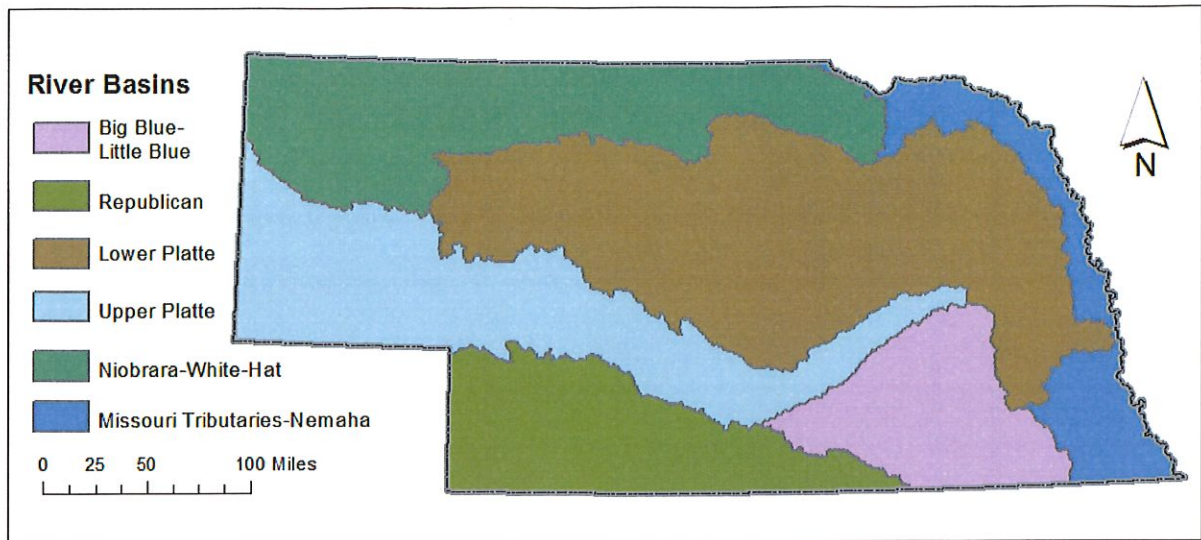 River Basins
Big Blue-
Little Blue
Republican
Lower Platte
Upper Platte
Niobrara-White-Hat
Missouri Tributaries-Nemaha
0 25 50 100 Miles
N